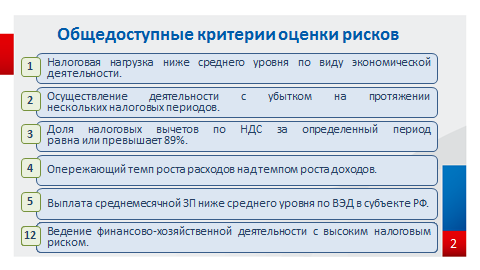 Общедоступные критерии оценки рисков
1 Налоговая нагрузка ниже среднего уровня по виду экономической
деятельности.
2 Осуществление деятельности с убытком на протяжении
нескольких налоговых периодов.
3 Доля налоговых вычетов по НДС за определенный период
равна или превышает 89%.
4 Опережающий темп роста расходов над темпом роста доходов.
5 Выплата среднемесячной ЗП ниже среднего уровня по ВЭД в субъекте РФ.
12 Ведение финансово-хозяйственной деятельности с высоким налоговым
риском.
2